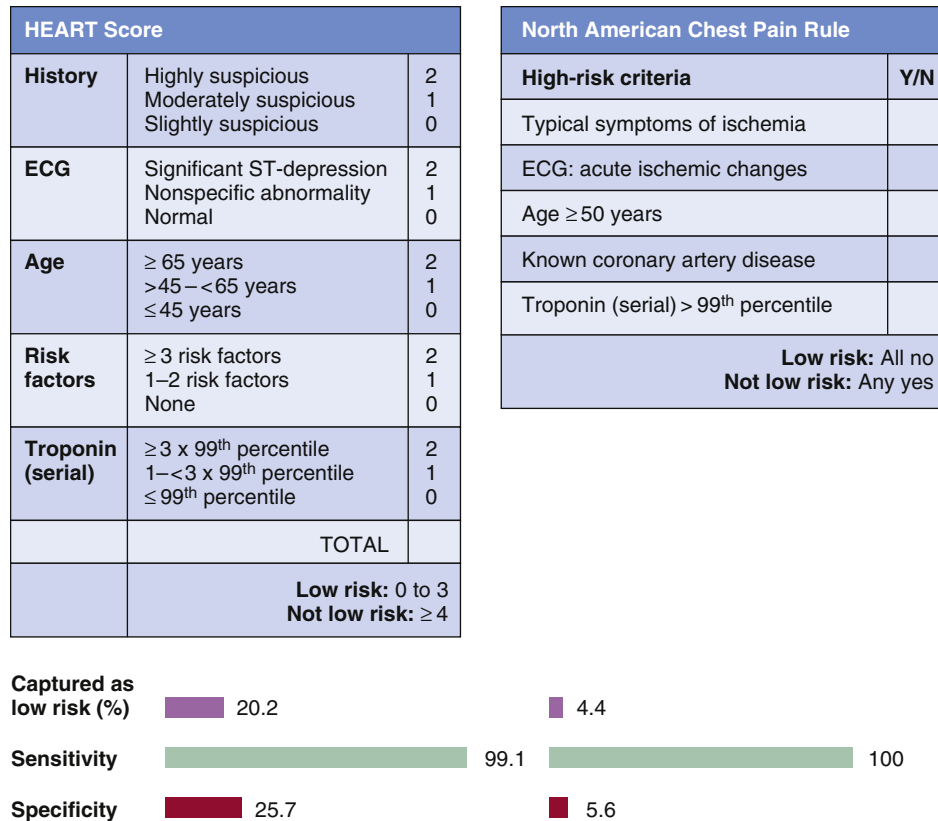 HEART Score
History Highly suspicious 2
Moderately suspicious 1
Slightly suspicious 0
ECG Significant ST-depression 2
Nonspecific abnormality 1
Normal 0
Age ≥ 65 years 2
>45–<65 years 1
≤45 years 0
Risk factors ≥3 risk factors 2
1–2 risk factors 1
None 0
Troponin (serial) ≥3 x 99th percentile 2
1–<3 x 99th percentile 1
≤99th percentile 0
TOTAL
Low risk: 0 to 3
Not low risk: ≥4
North American Chest Pain Rule
High-risk criteria Y/N
Typical symptoms of ischemia
ECG: acute ischemic changes
Age ≥50 years
Known coronary artery disease
Troponin (serial) > 99th percentile
Low risk: All no
Not low risk: Any yes
Captured as
low risk (%) 20.2 4.4
Sensitivity 99.1 100
Specificity 25.7 5.6